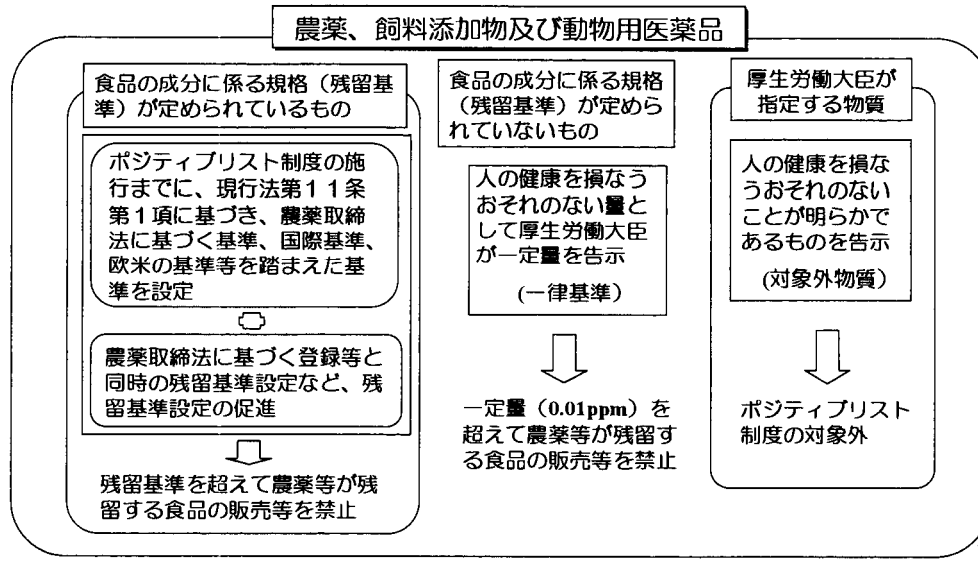 農薬、飼料添加物及び動物用医薬品
食品の成分に係る規格（残留基
準）が定められているもの
ポジティブリスト制度の施
行までに、現行法第１１条
第１項に基づき、農薬取締
法に基づく基準、国際基準、
欧米の基準等を踏まえた基
準を設定
農薬取締法に基づく登録等と
同時の残留基準設定など、残
留基準設定の促進
残留基準を超えて農薬等が残
留する食品の販売等を禁止
食品の成分に係る規格
（残留基準）が定めら
れていないもの
人の健康を損なう
おそれのない量と
して厚生労働大臣
が一定量を告示
(一律基準）
一定量（0.01ppm）を
超えて農薬等が残留す
る食品の販売等を禁止
厚生労働大臣が
指定する物質
人の健康を損な
うおそれのない
ことが明らかで
あるものを告示
(対象外物質）
ポジティブリスト
制度の対象外